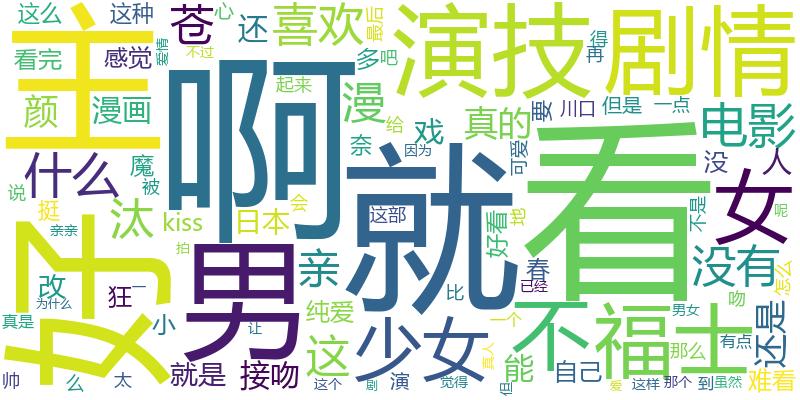 这么
这种
苍
心
还
喜欢
最后
演技
剧情
看完
感觉
爱情
不过
多
吧
得
再
主
啊
颜
漫画
起来
漫
真的
要
川口
但是
一点
电影
什么
魔
被
奈
给
戏
因为
可爱
没
人
说
挺
汰
kiss
日本
会
这部
就
好看
地
看
不是
女
呢
亲亲
拍
好
男
亲
改
狂
一
为什么
春
已经
没有
怎么
比
吻
真是
小
纯爱
让
少女
一个
不
福士
男女
还是
这
能
那么
有点
帅
么
太
就是
接吻
这个
剧
演
觉得
但
真人
自己
爱
这样
那个
到
虽然
难看